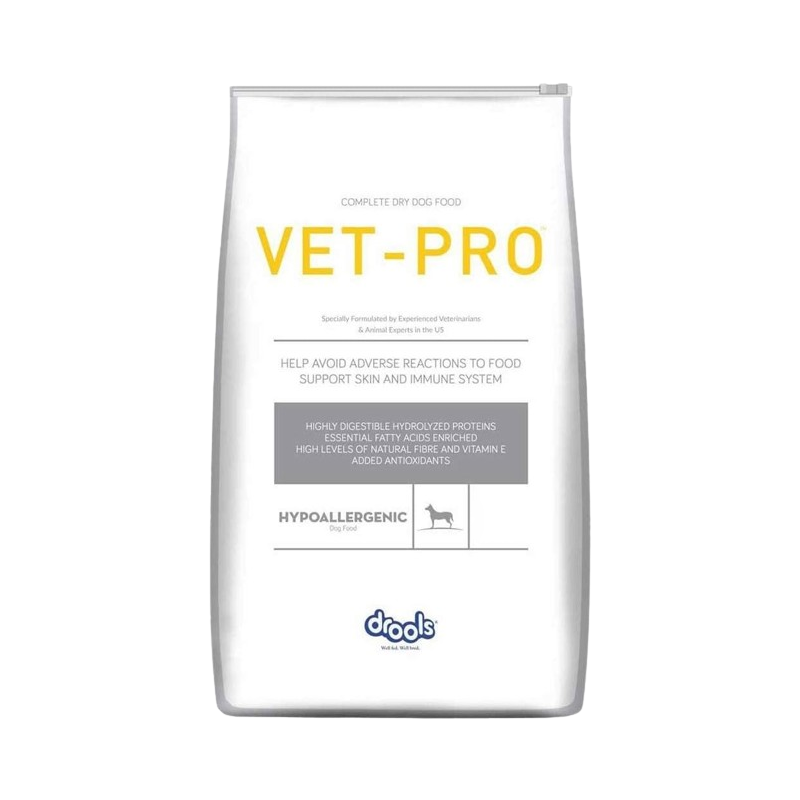 COMPLETE DRY DOG FOOD
VET-PRO
Specially Formulated by Experienced Veterinarians
& Animal Experts in the US
HELP AVOID ADVERSE REACTIONS TO FOOD
SUPPORT SKIN AND IMMUNE SYSTEM
HIGHLY DIGESTIBLE HYDROLYZED PROTEINS
ESSENTIAL FATTY ACIDS ENRICHED
HIGH LEVELS OF NATURAL FIBRE AND VITAMIN E
ADDED ANTIOXIDANTS
HYPOALLERGENIC
Dog Food
drools
Well fed. Well bred.